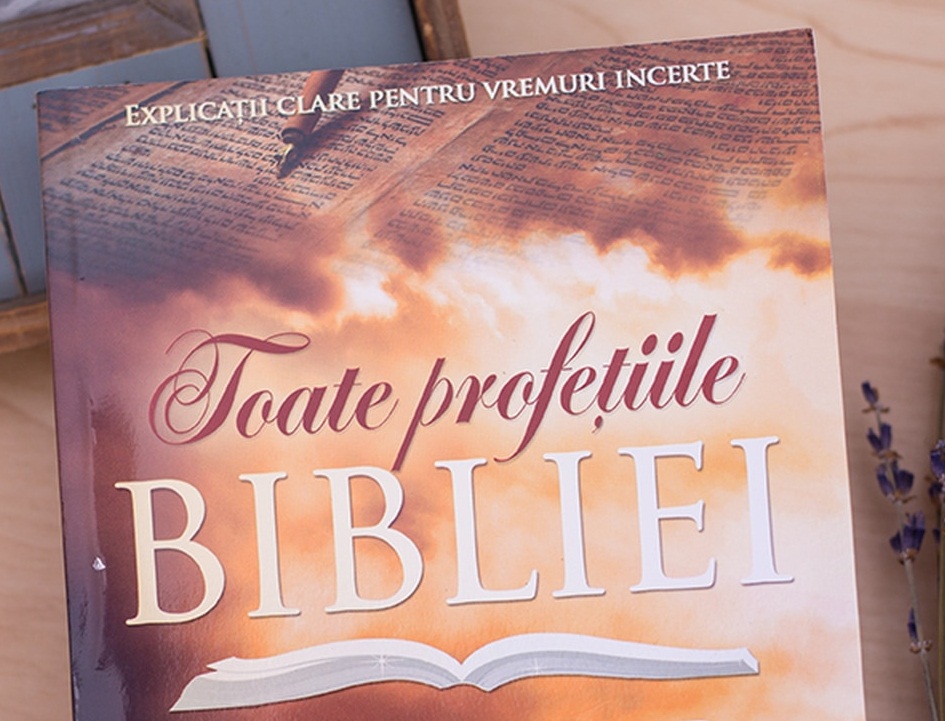 EXPLICAȚII CLARE PENTRU VREMURI INCERTE
Toate profețiile
BIBLIEI